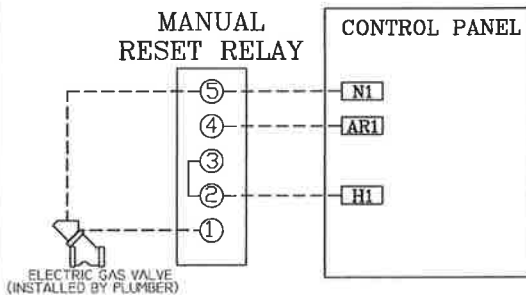 MANUAL
RESET RELAY
CONTROL PANEL
5
N1
4
AR1
3
2
H1
1
ELECTRIC GAS VALVE
(INSTALLED BY PLUMBER)